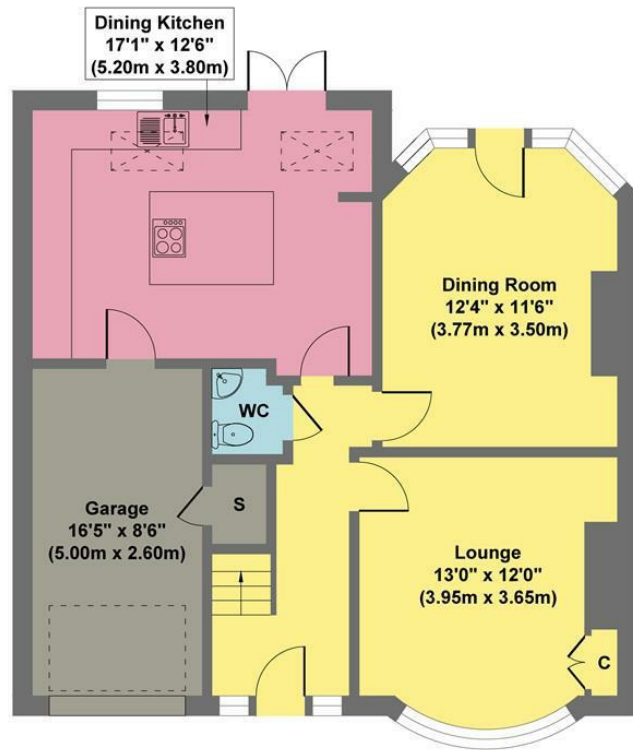 Dining Kitchen
17'1" x 12'6"
(5.20m x 3.80m)
Dining Room
12'4" x 11'6"
(3.77m x 3.50m)
WC
Garage
16'5" x 8'6"
(5.00m x 2.60m)
S
Lounge
13'0" x 12'0"
(3.95m x 3.65m)
C